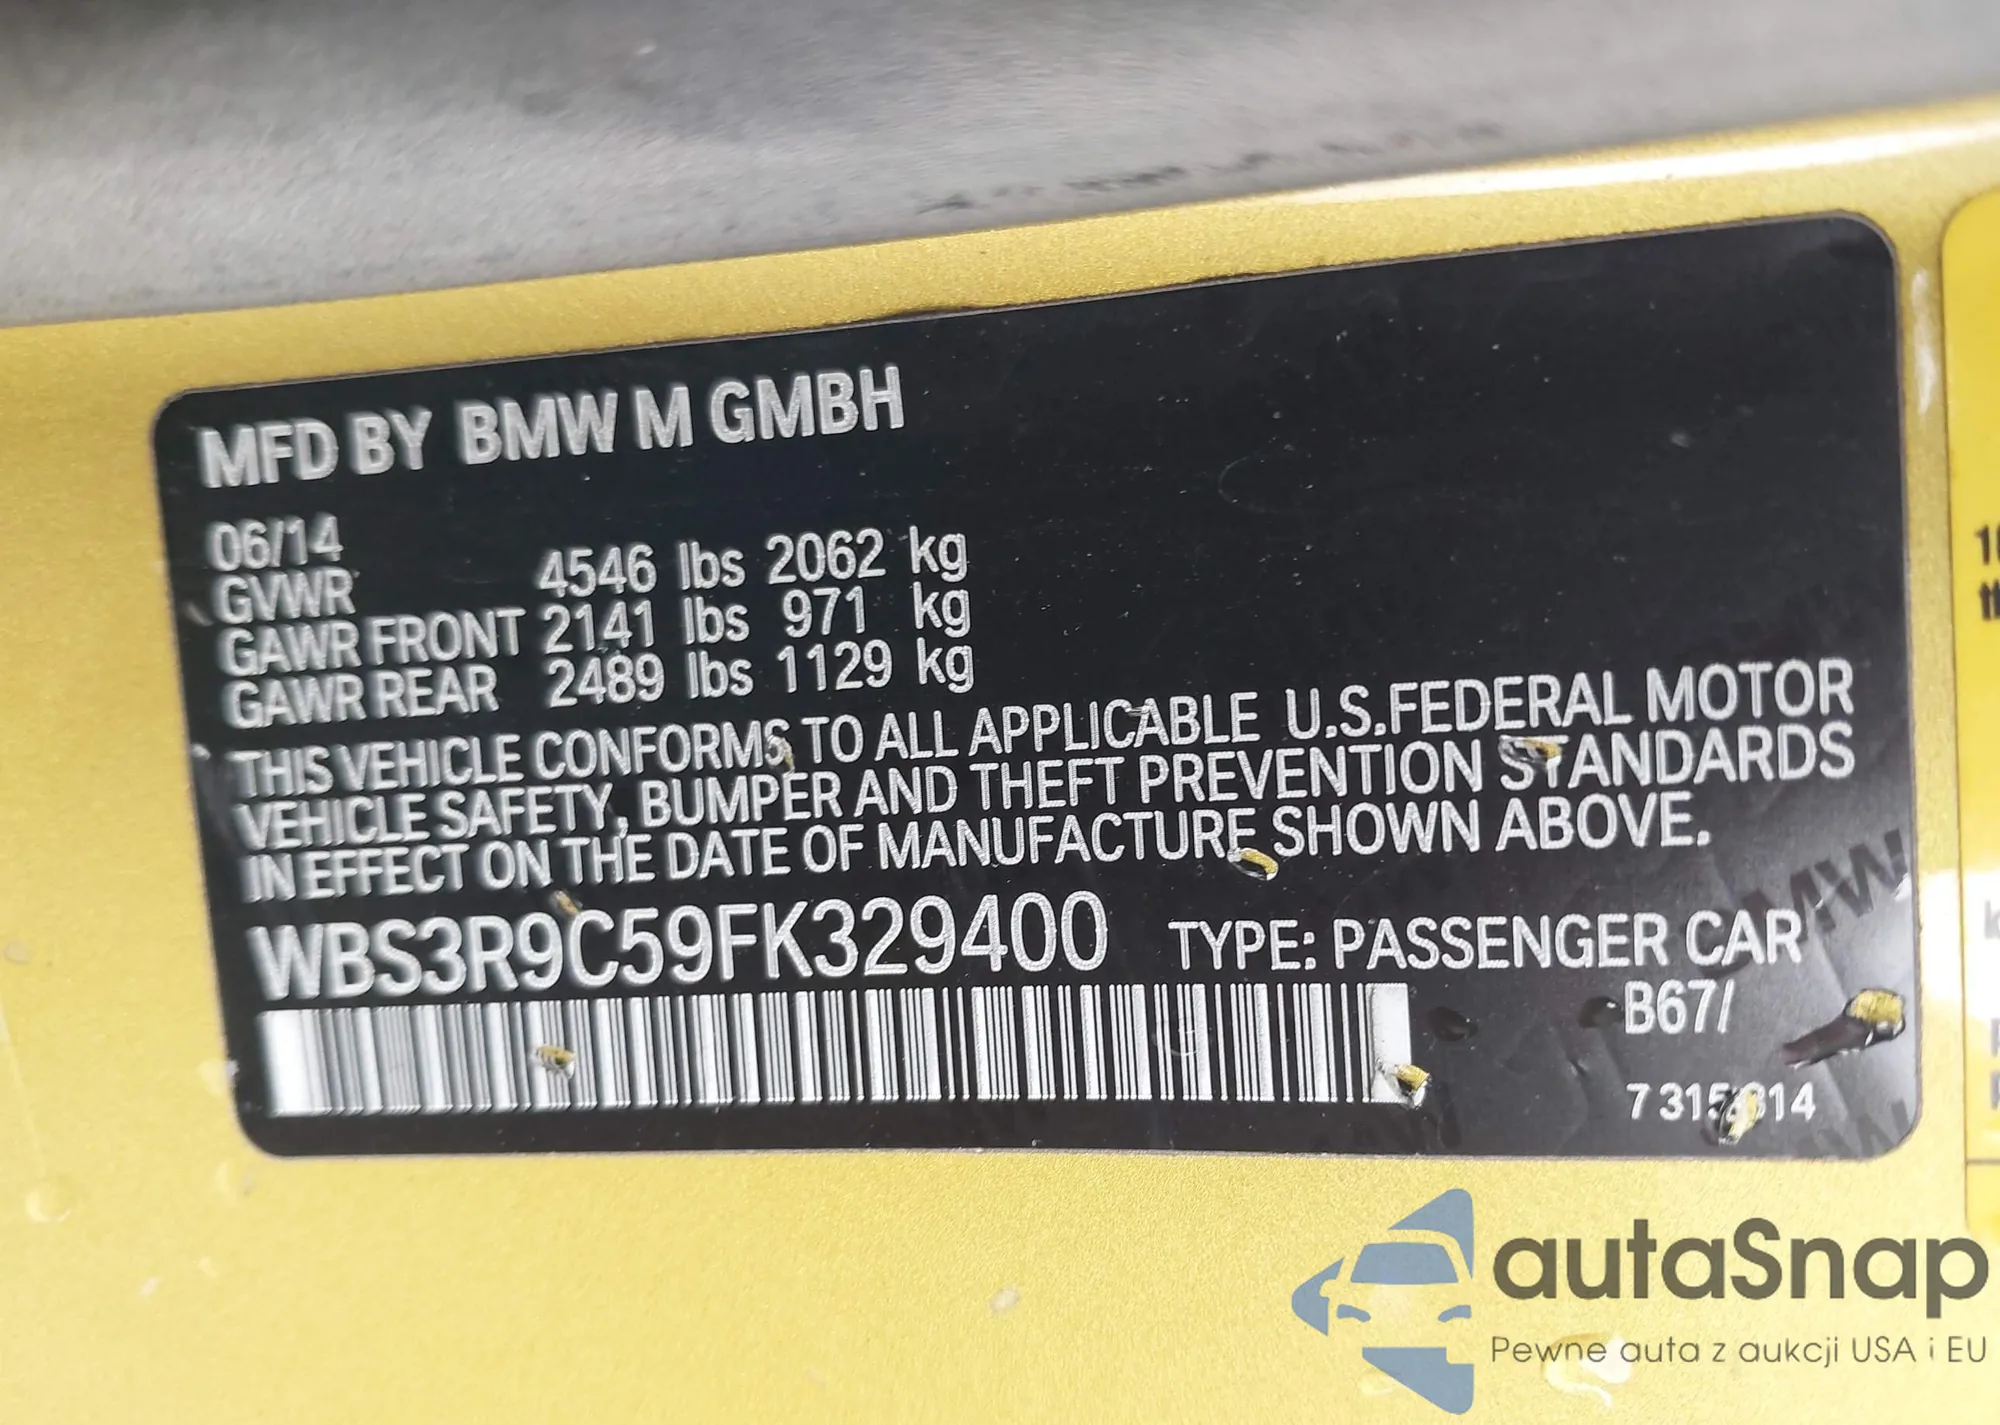 MFD BY BMW M GMBH
06/14
GVWR 4546 lbs 2062 kg
GAWR FRONT 2141 lbs 971 kg
GAWR REAR 2489 lbs 1129 kg
THIS VEHICLE CONFORMS TO ALL APPLICABLE U.S.FEDERAL MOTOR
VEHICLE SAFETY, BUMPER AND THEFT PREVENTION STANDARDS
IN EFFECT ON THE DATE OF MANUFACTURE SHOWN ABOVE.
WBS3R9C59FK329400 TYPE: PASSENGER CAR
B67/
autaSnap
Pewne auta z aukcji USA i EU